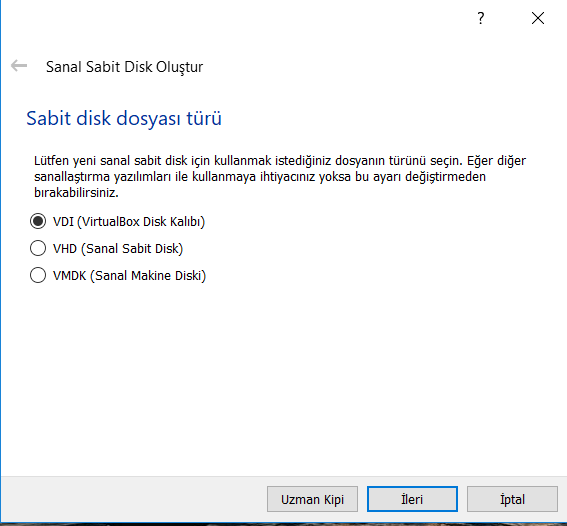 ?
Sanal Sabit Disk Oluştur
Sabit disk dosyası türü
Lütfen yeni sanal sabit disk için kullanmak istediğiniz dosyanın türünü seçin. Eğer diğer
sanallaştırma yazılımları ile kullanmaya ihtiyacınız yoksa bu ayarı değiştirmeden
bırakabilirsiniz.
VDI (VirtualBox Disk Kalıbı)
VHD (Sanal Sabit Disk)
VMDK (Sanal Makine Diski)
Uzman Kipi
İleri
İptal